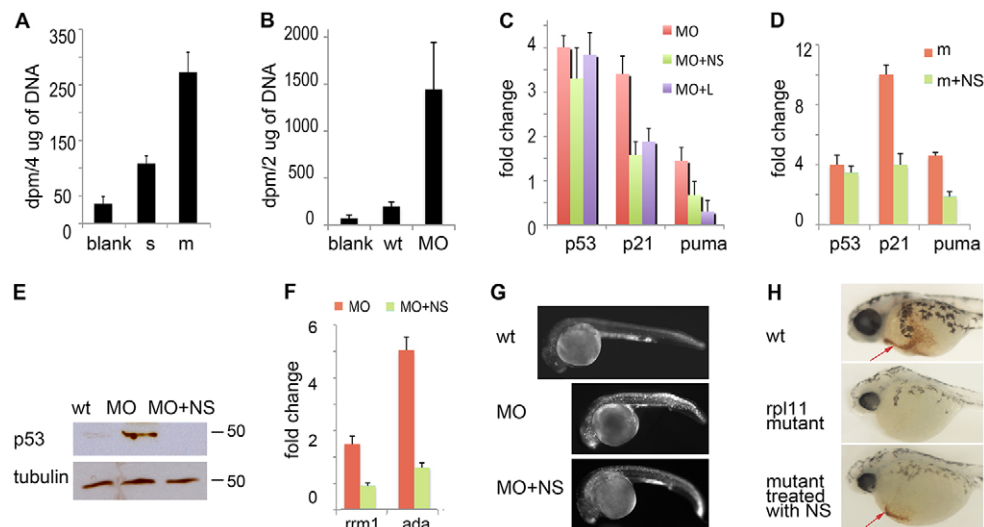 A
350
250
150
50
0
dpm/4 ug of DNA
blank s m
B
2000
1500
1000
500
0
dpm/2 ug of DNA
blank wt MO
C
4
3
2
1
0
fold change
MO
MO+NS
MO+L
p53 p21 puma
D
12
8
4
0
fold change
m
m+NS
p53 p21 puma
E
wt MO MO+NS
p53
50
tubulin
50
F
MO MO+NS
6
4
2
0
fold change
rrm1 ada
G
wt
MO
MO+NS
H
wt
rpl11
mutant
mutant
treated
with NS